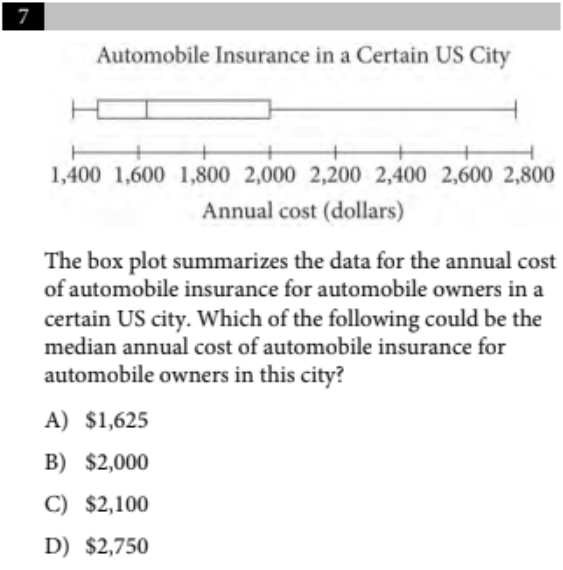 7
Automobile Insurance in a Certain US City
1,400 1,600 1,800 2,000 2,200 2,400 2,600 2,800
Annual cost (dollars)
The box plot summarizes the data for the annual cost
of automobile insurance for automobile owners in a
certain US city. Which of the following could be the
median annual cost of automobile insurance for
automobile owners in this city?
A) $1,625
B) $2,000
C) $2,100
D) $2,750